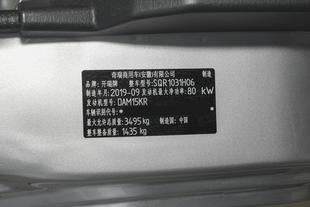 奇瑞商用车(安徽)有限公司 制造
品牌：开瑞牌 整车型号：SQR1031H06
制造年月：2019-09 发动机最大净功率：80 kW
发动机型号：DAM15KR
车辆识别代号：*
*
最大允许总质量：3495 kg 制造国：中国
整车整备质量：1435 kg